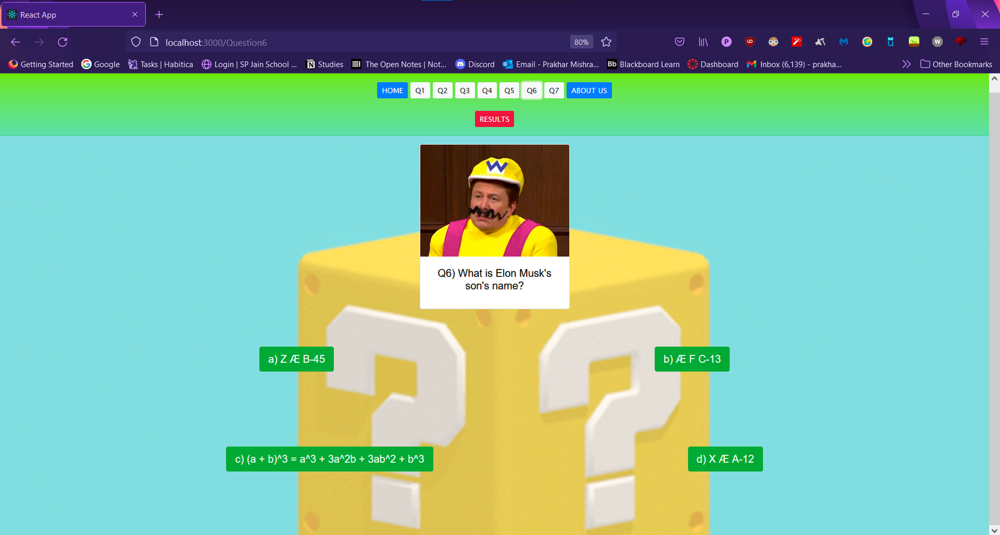 React App
localhost:3000/Question6
80%
Getting Started
Google
Tasks | Habitica
Login | SP Jain School ...
Studies
The Open Notes | Not...
Discord
Email - Prakhar Mishra...
Bb Blackboard Learn
Dashboard
Inbox (6,139) - prakha...
Other Bookmarks
HOME Q1 Q2 Q3 Q4 Q5 Q6 Q7 ABOUT US
RESULTS
W
Q6) What is Elon Musk's
son's name?
a) Z Æ B-45
b) Æ F C-13
c) (a + b)^3 = a^3 + 3a^2b + 3ab^2 + b^3
d) X Æ A-12
? ?